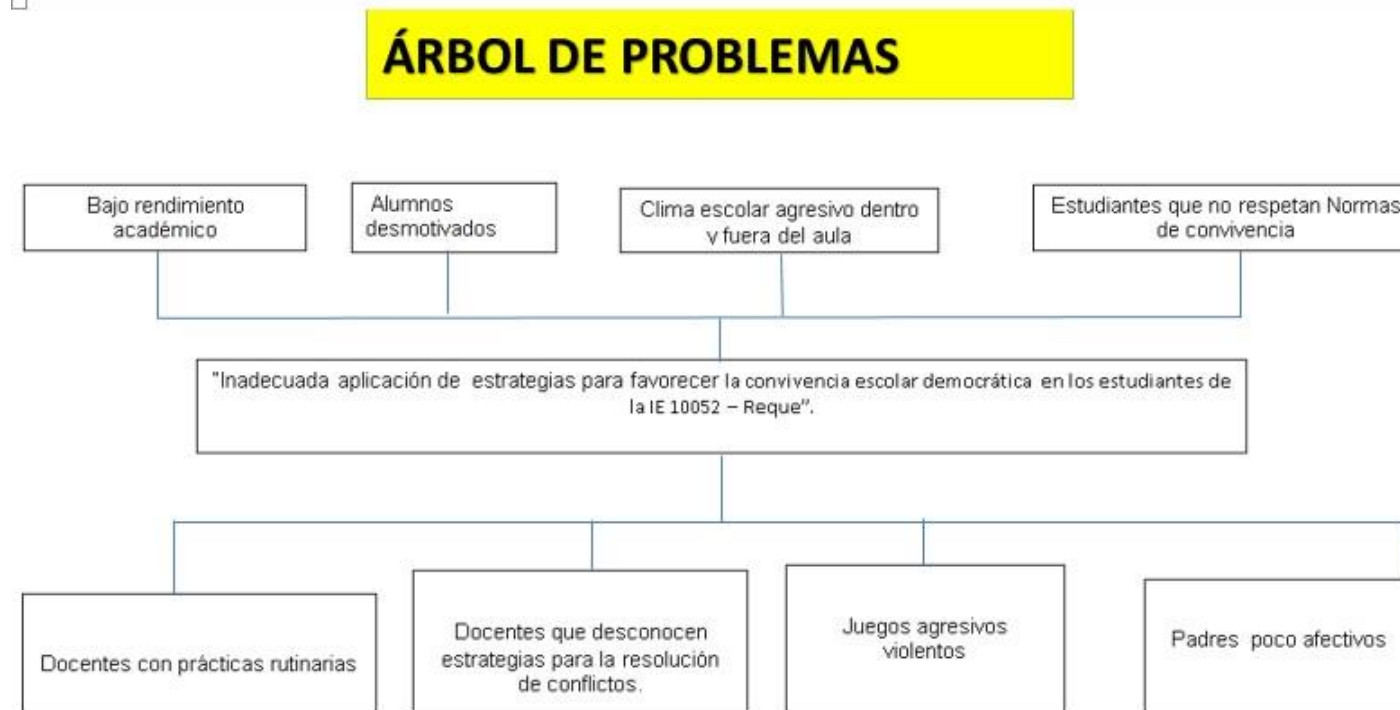 ÁRBOL DE PROBLEMAS
Bajo rendimiento
académico
Alumnos
desmotivados
Clima escolar agresivo dentro
y fuera del aula
Estudiantes que no respetan Normas
de convivencia
"Inadecuada aplicación de estrategias para favorecer la convivencia escolar democrática en los estudiantes de
la IE 10052 – Reque".
Docentes con prácticas rutinarias
Docentes que desconocen
estrategias para la resolución
de conflictos.
Juegos agresivos
violentos
Padres poco afectivos